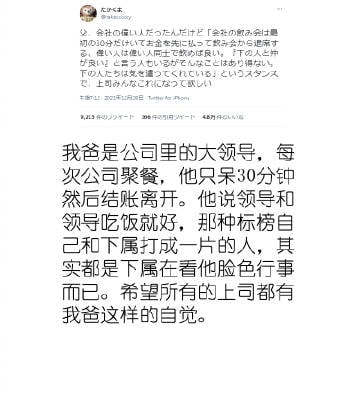 たかくま
父、会社の偉い人だったんだけど「会社の飲み会は最
初の30分だけいてお金を先に払って飲み会から退席す
る、偉い人は偉い人同士で飲めば良い。『下の人と仲
が良い』と言う人もいるがそんなことはあり得ない。
下の人たちは気を遣ってくれている」というスタンス
で、上司みんなこれになって欲しい
2021年12月28日・Twitter for iPhone
9,213 件のリツイート 366 件の引用ツイート 4.8万 件のいいね
我爸是公司里的大领导，每
次公司聚餐，他只呆30分钟
然后结账离开。他说领导和
领导吃饭就好，那种标榜自
己和下属打成一片的人，其
实都是下属在看他脸色行事
而已。希望所有的上司都有
我爸这样的自觉。